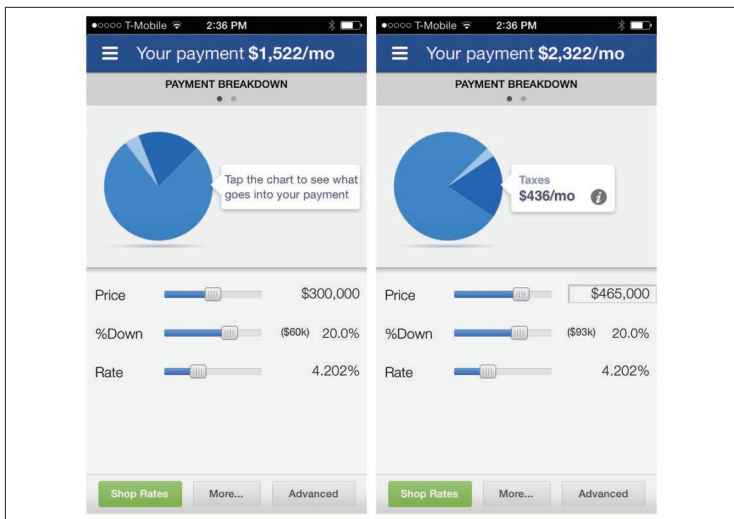 ●○○○○ T-Mobile 2:36 PM
Your payment $1,522/mo
PAYMENT BREAKDOWN
Tap the chart to see what
goes into your payment
Price $300,000
%Down ($60k) 20.0%
Rate 4.202%
Shop Rates More... Advanced
●○○○○ T-Mobile 2:36 PM
Your payment $2,322/mo
PAYMENT BREAKDOWN
Taxes
$436/mo i
Price $465,000
%Down ($93k) 20.0%
Rate 4.202%
Shop Rates More... Advanced